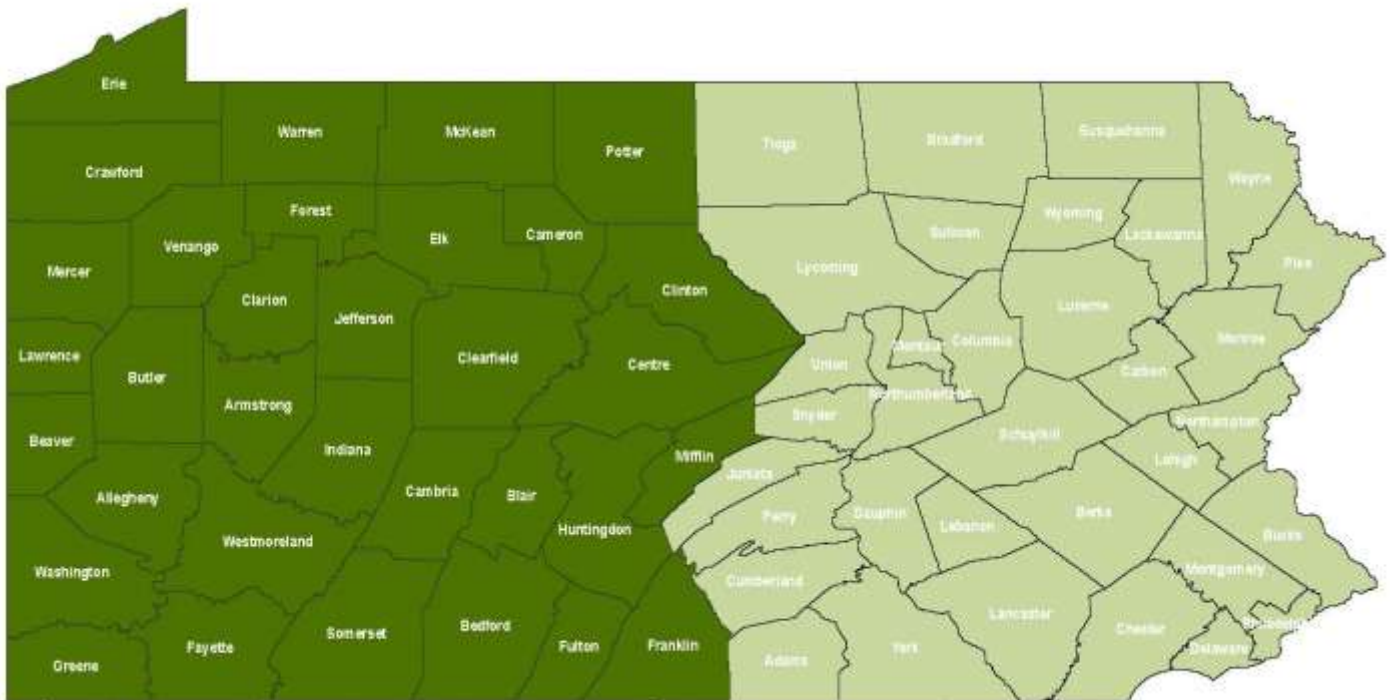 Erie
Warren
McKean
Potter
Tioga
Bradford
Susquehanna
Crawford
Wayne
Forest
Wyoming
Venango
Elk
Cameron
Sullivan
Lackawanna
Mercer
Lycoming
Pike
Clarion
Clinton
Luzerne
Jefferson
Lawrence
Clearfield
Centre
Union
Montour
Columbia
Monroe
Butler
Carbon
Armstrong
Northumberland
Snyder
Northampton
Beaver
Schuylkill
Indiana
Mifflin
Lehigh
Juniata
Allegheny
Cambria
Blair
Huntingdon
Perry
Dauphin
Lebanon
Berks
Bucks
Westmoreland
Washington
Cumberland
Montgomery
Lancaster
Somerset
Bedford
Philadelphia
Chester
Fayette
Fulton
Franklin
York
Delaware
Greene
Adams